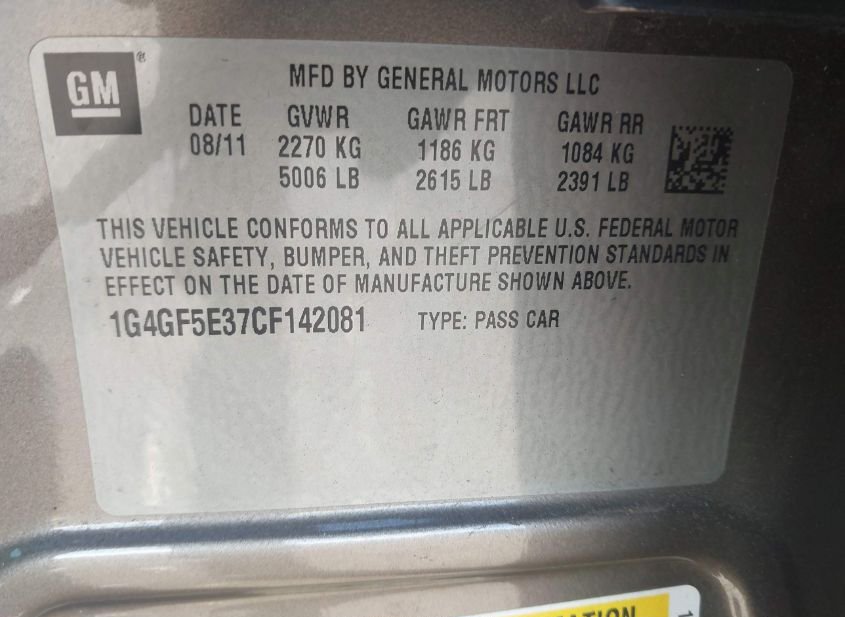 GM®
MFD BY GENERAL MOTORS LLC
DATE GVWR GAWR FRT GAWR RR
08/11 2270 KG 1186 KG 1084 KG
5006 LB 2615 LB 2391 LB
THIS VEHICLE CONFORMS TO ALL APPLICABLE U.S. FEDERAL MOTOR
VEHICLE SAFETY, BUMPER, AND THEFT PREVENTION STANDARDS IN
EFFECT ON THE DATE OF MANUFACTURE SHOWN ABOVE.
1G4GF5E37CF142081 TYPE: PASS CAR